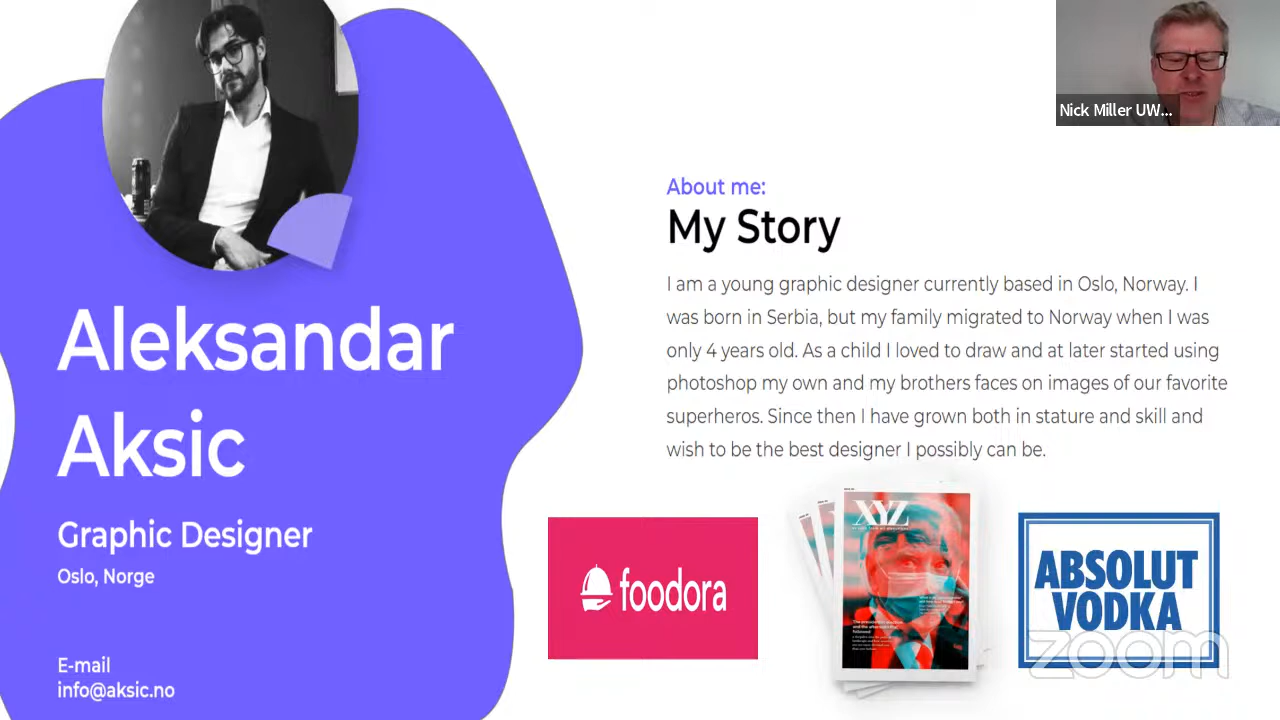 Nick Miller UW...
Aleksandar
Aksic
Graphic Designer
Oslo, Norge
E-mail
info@aksic.no
About me:
My Story
I am a young graphic designer currently based in Oslo, Norway. I
was born in Serbia, but my family migrated to Norway when I was
only 4 years old. As a child I loved to draw and at later started using
photoshop my own and my brothers faces on images of our favorite
superheros. Since then I have grown both in stature and skill and
wish to be the best designer I possibly can be.
foodora
XYZ
ABSOLUT
VODKA
zoom